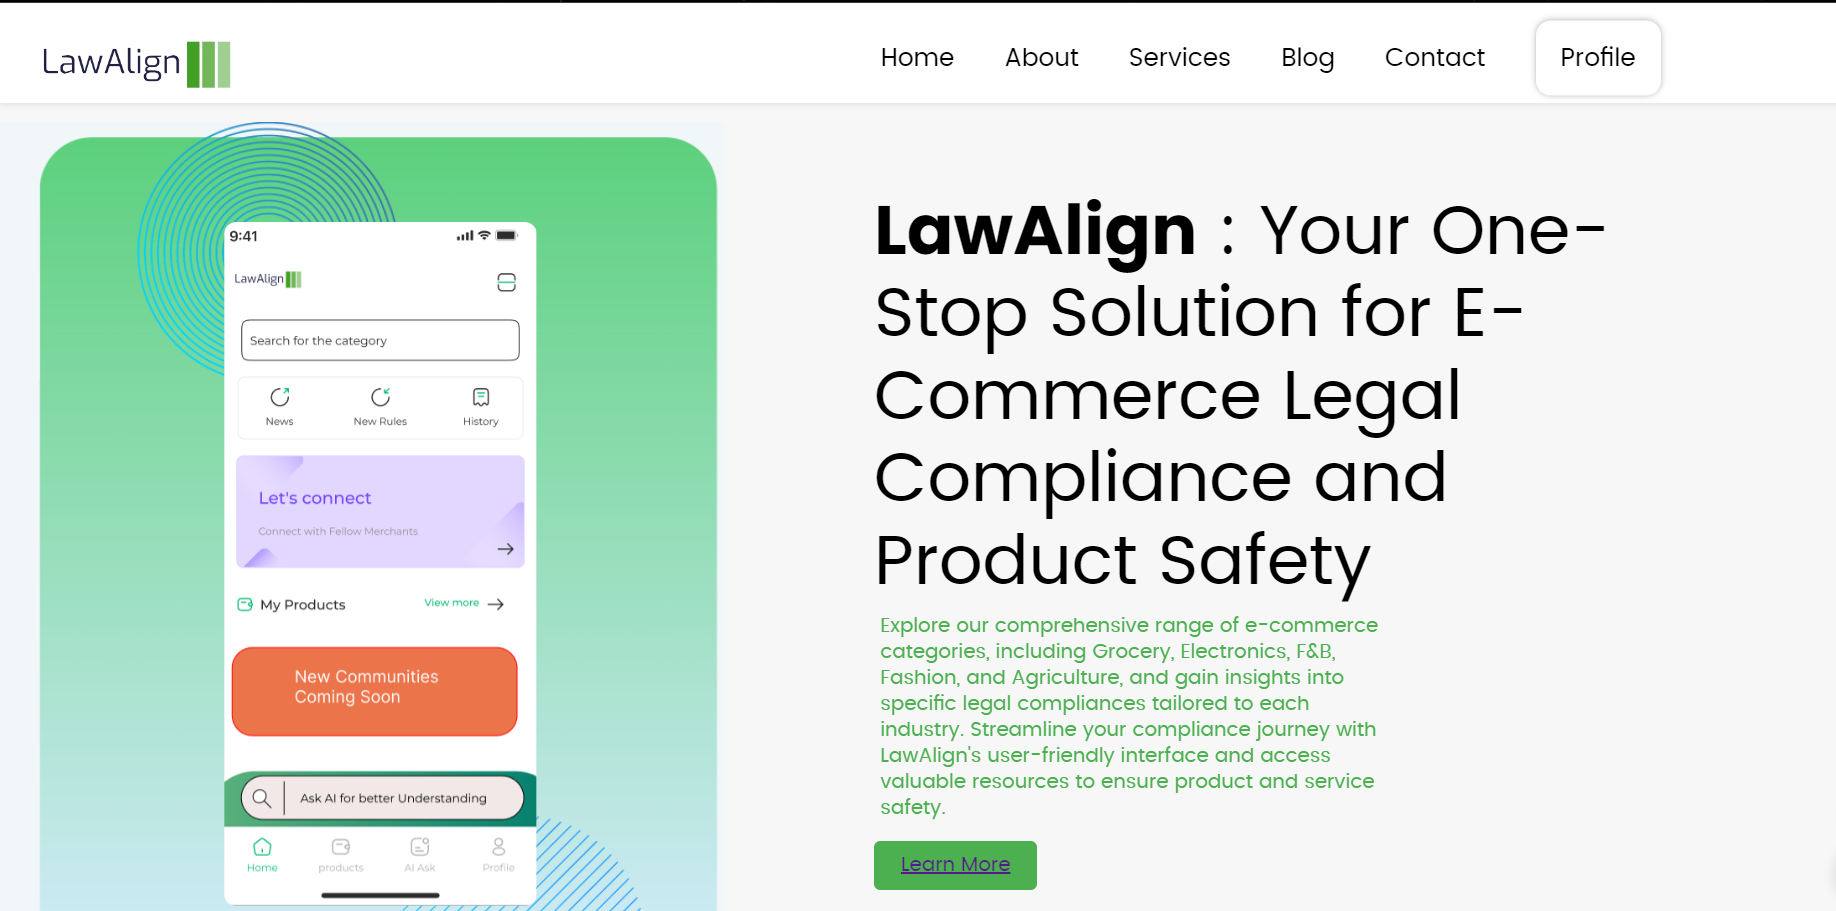 LawAlign
Home About Services Blog Contact Profile
9:41
LawAlign
Search for the category
News New Rules History
Let's connect
Connect with Fellow Merchants
My Products View more
New Communities
Coming Soon
Ask AI for better Understanding
Home products AI Ask Profile
LawAlign : Your One-
Stop Solution for E-
Commerce Legal
Compliance and
Product Safety
Explore our comprehensive range of e-commerce
categories, including Grocery, Electronics, F&B,
Fashion, and Agriculture, and gain insights into
specific legal compliances tailored to each
industry. Streamline your compliance journey with
LawAlign's user-friendly interface and access
valuable resources to ensure product and service
safety.
Learn More